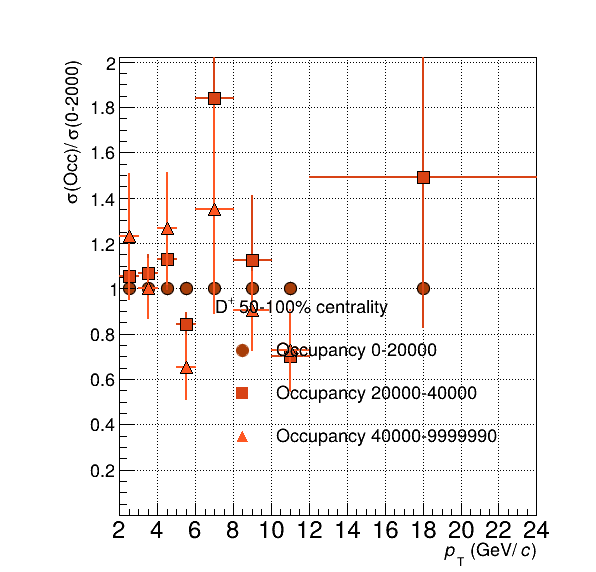 σ(Occ)/ σ(0-2000)
2
1.8
1.6
1.4
1.2
1
0.8
0.6
0.4
0.2
D⁺ 50-100% centrality
Occupancy 0-20000
Occupancy 20000-40000
Occupancy 40000-9999990
2 4 6 8 10 12 14 16 18 20 22 24
p_T (GeV/c)